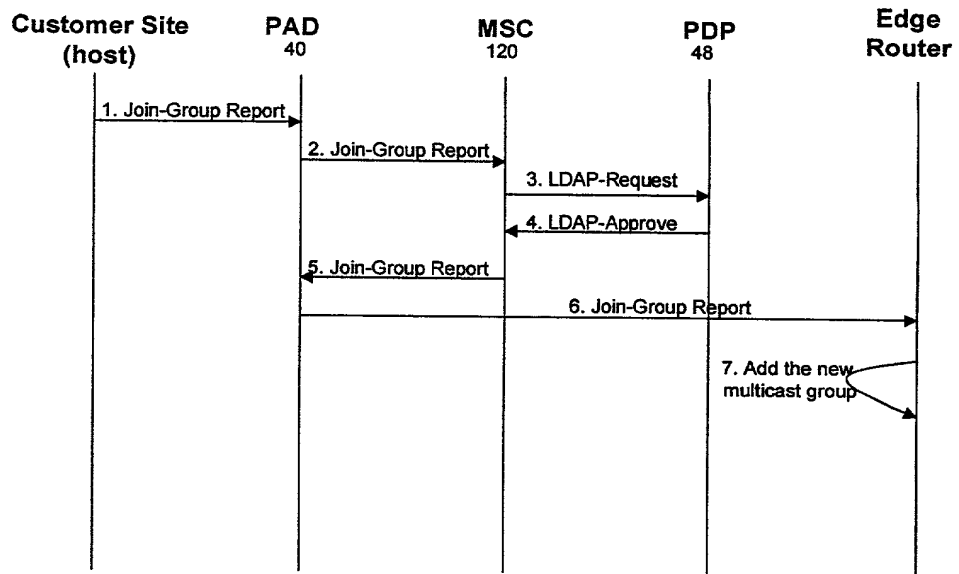 Customer Site
(host)
PAD
40
MSC
120
PDP
48
Edge
Router
1. Join-Group Report
2. Join-Group Report
3. LDAP-Request
4. LDAP-Approve
5. Join-Group Report
6. Join-Group Report
7. Add the new
multicast group